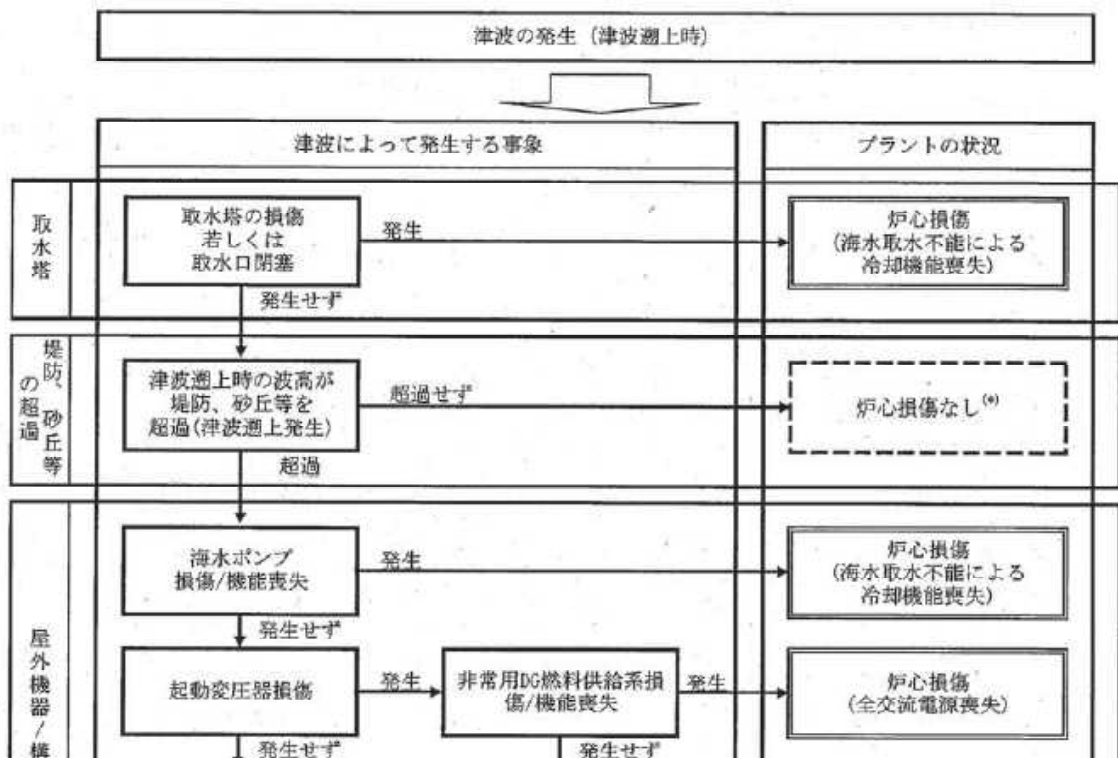 津波の発生（津波遡上時）
津波によって発生する事象
プラントの状況
取水塔
取水塔の損傷
若しくは
取水口閉塞
発生
炉心損傷
(海水取水不能による
冷却機能喪失)
発生せず
堤防、砂丘等
の超過
津波遡上時の波高が
堤防、砂丘等を
超過(津波遡上発生)
超過せず
炉心損傷なし(*)
超過
屋外機器/構
海水ポンプ
損傷/機能喪失
発生
炉心損傷
(海水取水不能による
冷却機能喪失)
発生せず
起動変圧器損傷
発生
非常用DG燃料供給系損
傷/機能喪失
発生
炉心損傷
(全交流電源喪失)
発生せず
発生せず